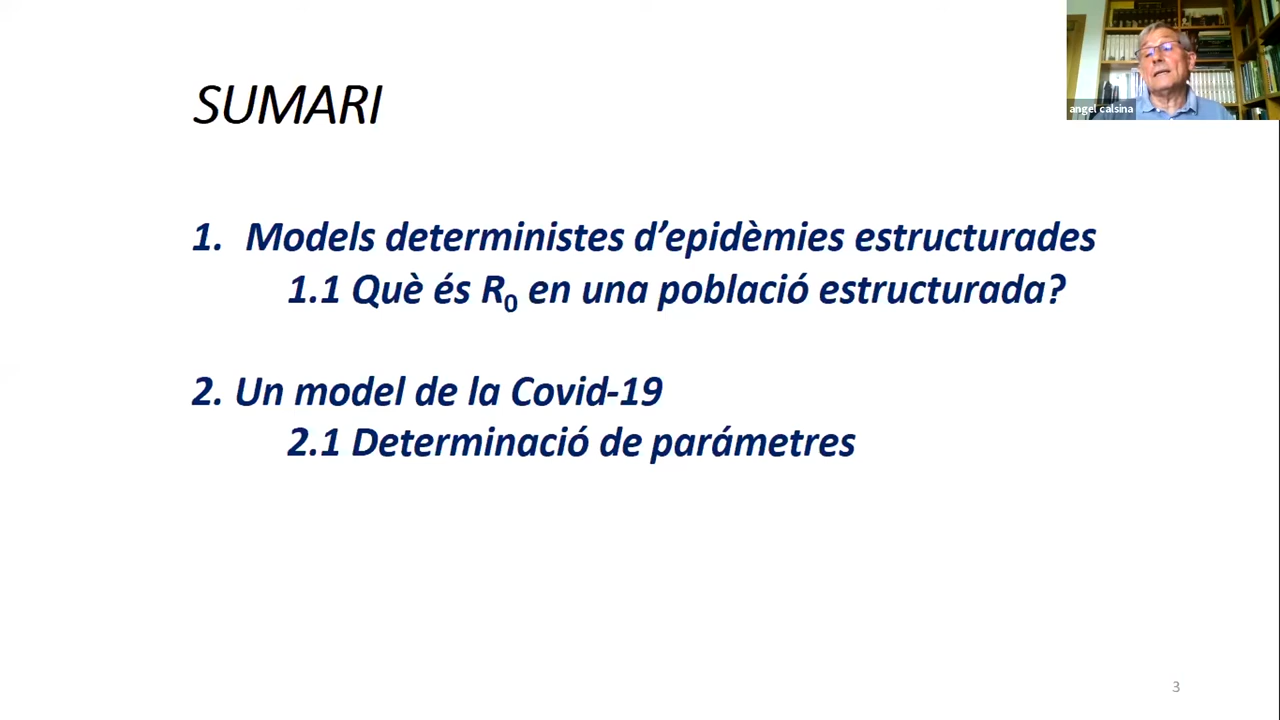 SUMARI
angel calsina
1. Models deterministes d’epidèmies estructurades
1.1 Què és R₀ en una població estructurada?
2. Un model de la Covid-19
2.1 Determinació de parámetres
3